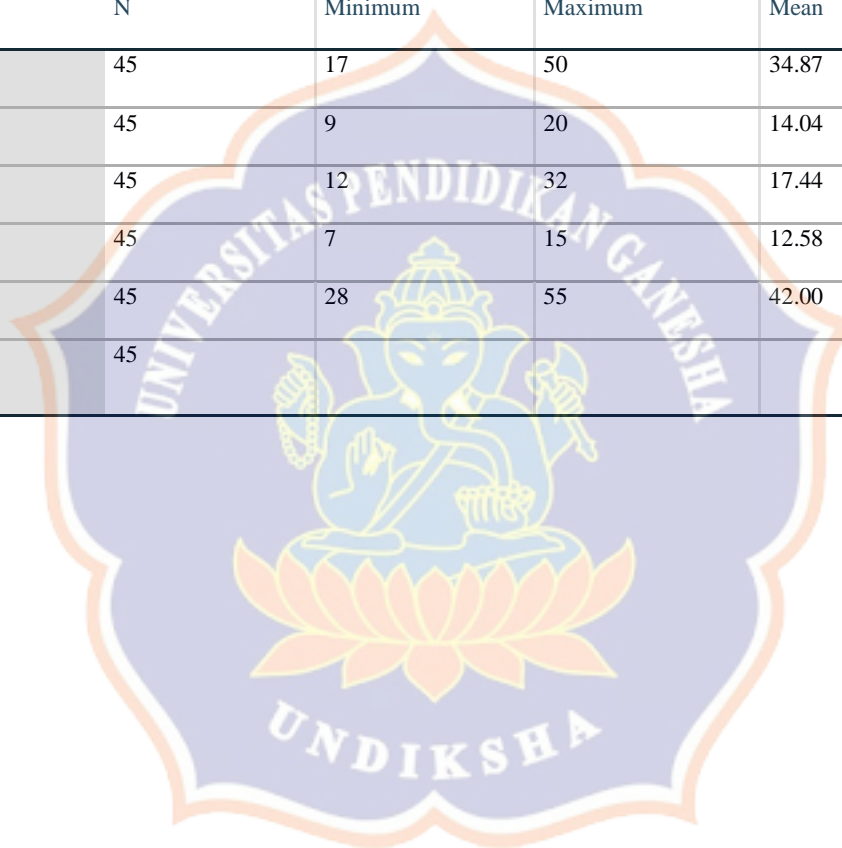 N Minimum Maximum Mean
45 17 50 34.87
45 9 20 14.04
45 12 32 17.44
45 7 15 12.58
45 28 55 42.00
45
UNIVERSITAS PENDIDIKAN GANESHA
UNDIKSHA